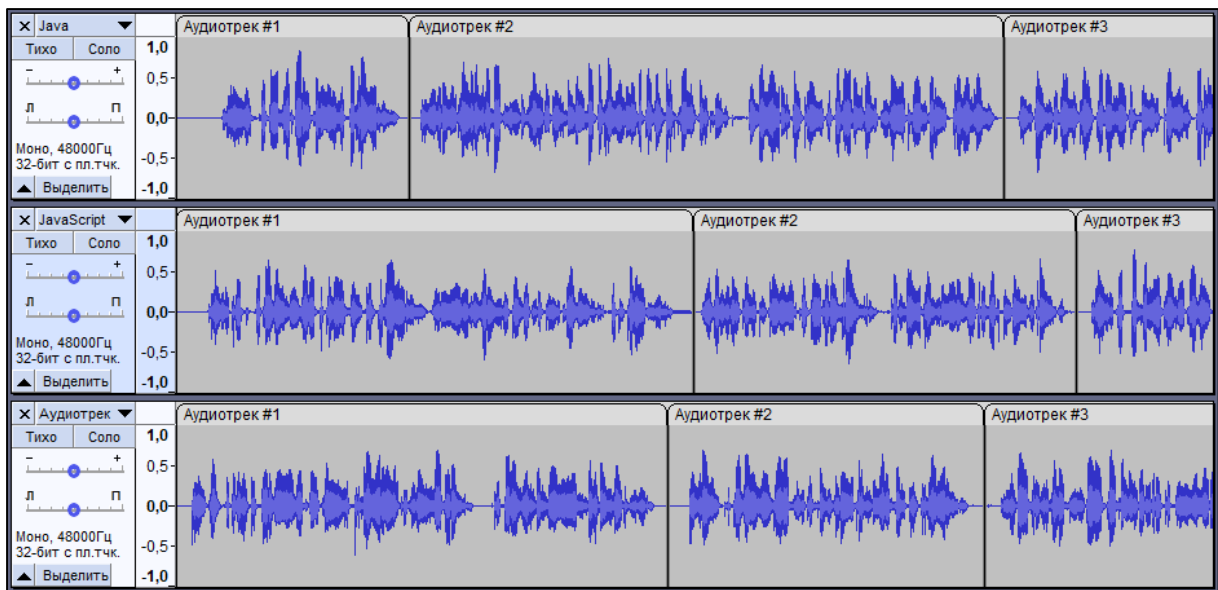 × Java ▼ Аудиотрек #1 Аудиотрек #2 Аудиотрек #3
Тихо Соло 1,0
- + 0,5-
Л П 0,0-
Моно, 48000Гц
32-бит с пл.тчк. -0,5-
▲ Выделить -1,0
× JavaScript ▼ Аудиотрек #1 Аудиотрек #2 Аудиотрек #3
Тихо Соло 1,0
- + 0,5-
Л П 0,0-
Моно, 48000Гц
32-бит с пл.тчк. -0,5-
▲ Выделить -1,0
× Аудиотрек ▼ Аудиотрек #1 Аудиотрек #2 Аудиотрек #3
Тихо Соло 1,0
- + 0,5-
Л П 0,0-
Моно, 48000Гц
32-бит с пл.тчк. -0,5-
▲ Выделить -1,0